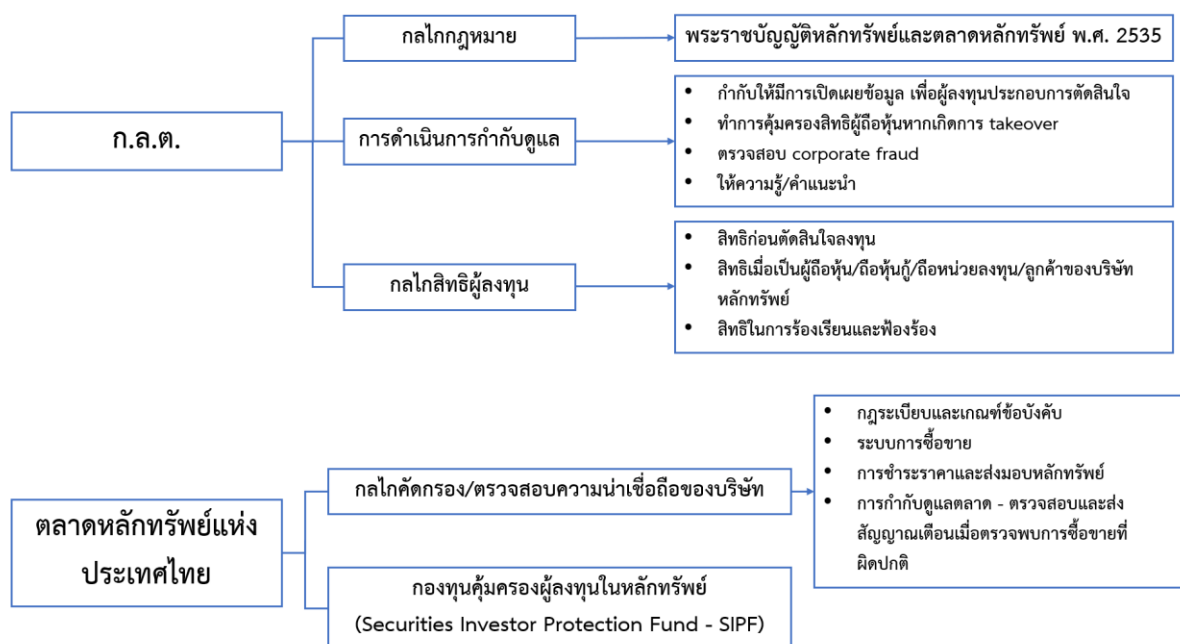 กลไกกฎหมาย
พระราชบัญญัติหลักทรัพย์และตลาดหลักทรัพย์ พ.ศ. 2535
ก.ล.ต.
การดำเนินการกำกับดูแล
• กำกับให้มีการเปิดเผยข้อมูล เพื่อผู้ลงทุนประกอบการตัดสินใจ
• ทำการคุ้มครองสิทธิผู้ถือหุ้นหากเกิดการ takeover
• ตรวจสอบ corporate fraud
• ให้ความรู้/คำแนะนำ
กลไกสิทธิผู้ลงทุน
• สิทธิก่อนตัดสินใจลงทุน
• สิทธิเมื่อเป็นผู้ถือหุ้น/ถือหุ้นกู้/ถือหน่วยลงทุน/ลูกค้าของบริษัท
หลักทรัพย์
• สิทธิในการร้องเรียนและฟ้องร้อง
ตลาดหลักทรัพย์แห่ง
ประเทศไทย
กลไกคัดกรอง/ตรวจสอบความน่าเชื่อถือของบริษัท
• กฎระเบียบและเกณฑ์ข้อบังคับ
• ระบบการซื้อขาย
• การชำระราคาและส่งมอบหลักทรัพย์
• การกำกับดูแลตลาด - ตรวจสอบและส่ง
สัญญาณเตือนเมื่อตรวจพบการซื้อขายที่
ผิดปกติ
กองทุนคุ้มครองผู้ลงทุนในหลักทรัพย์
(Securities Investor Protection Fund - SIPF)